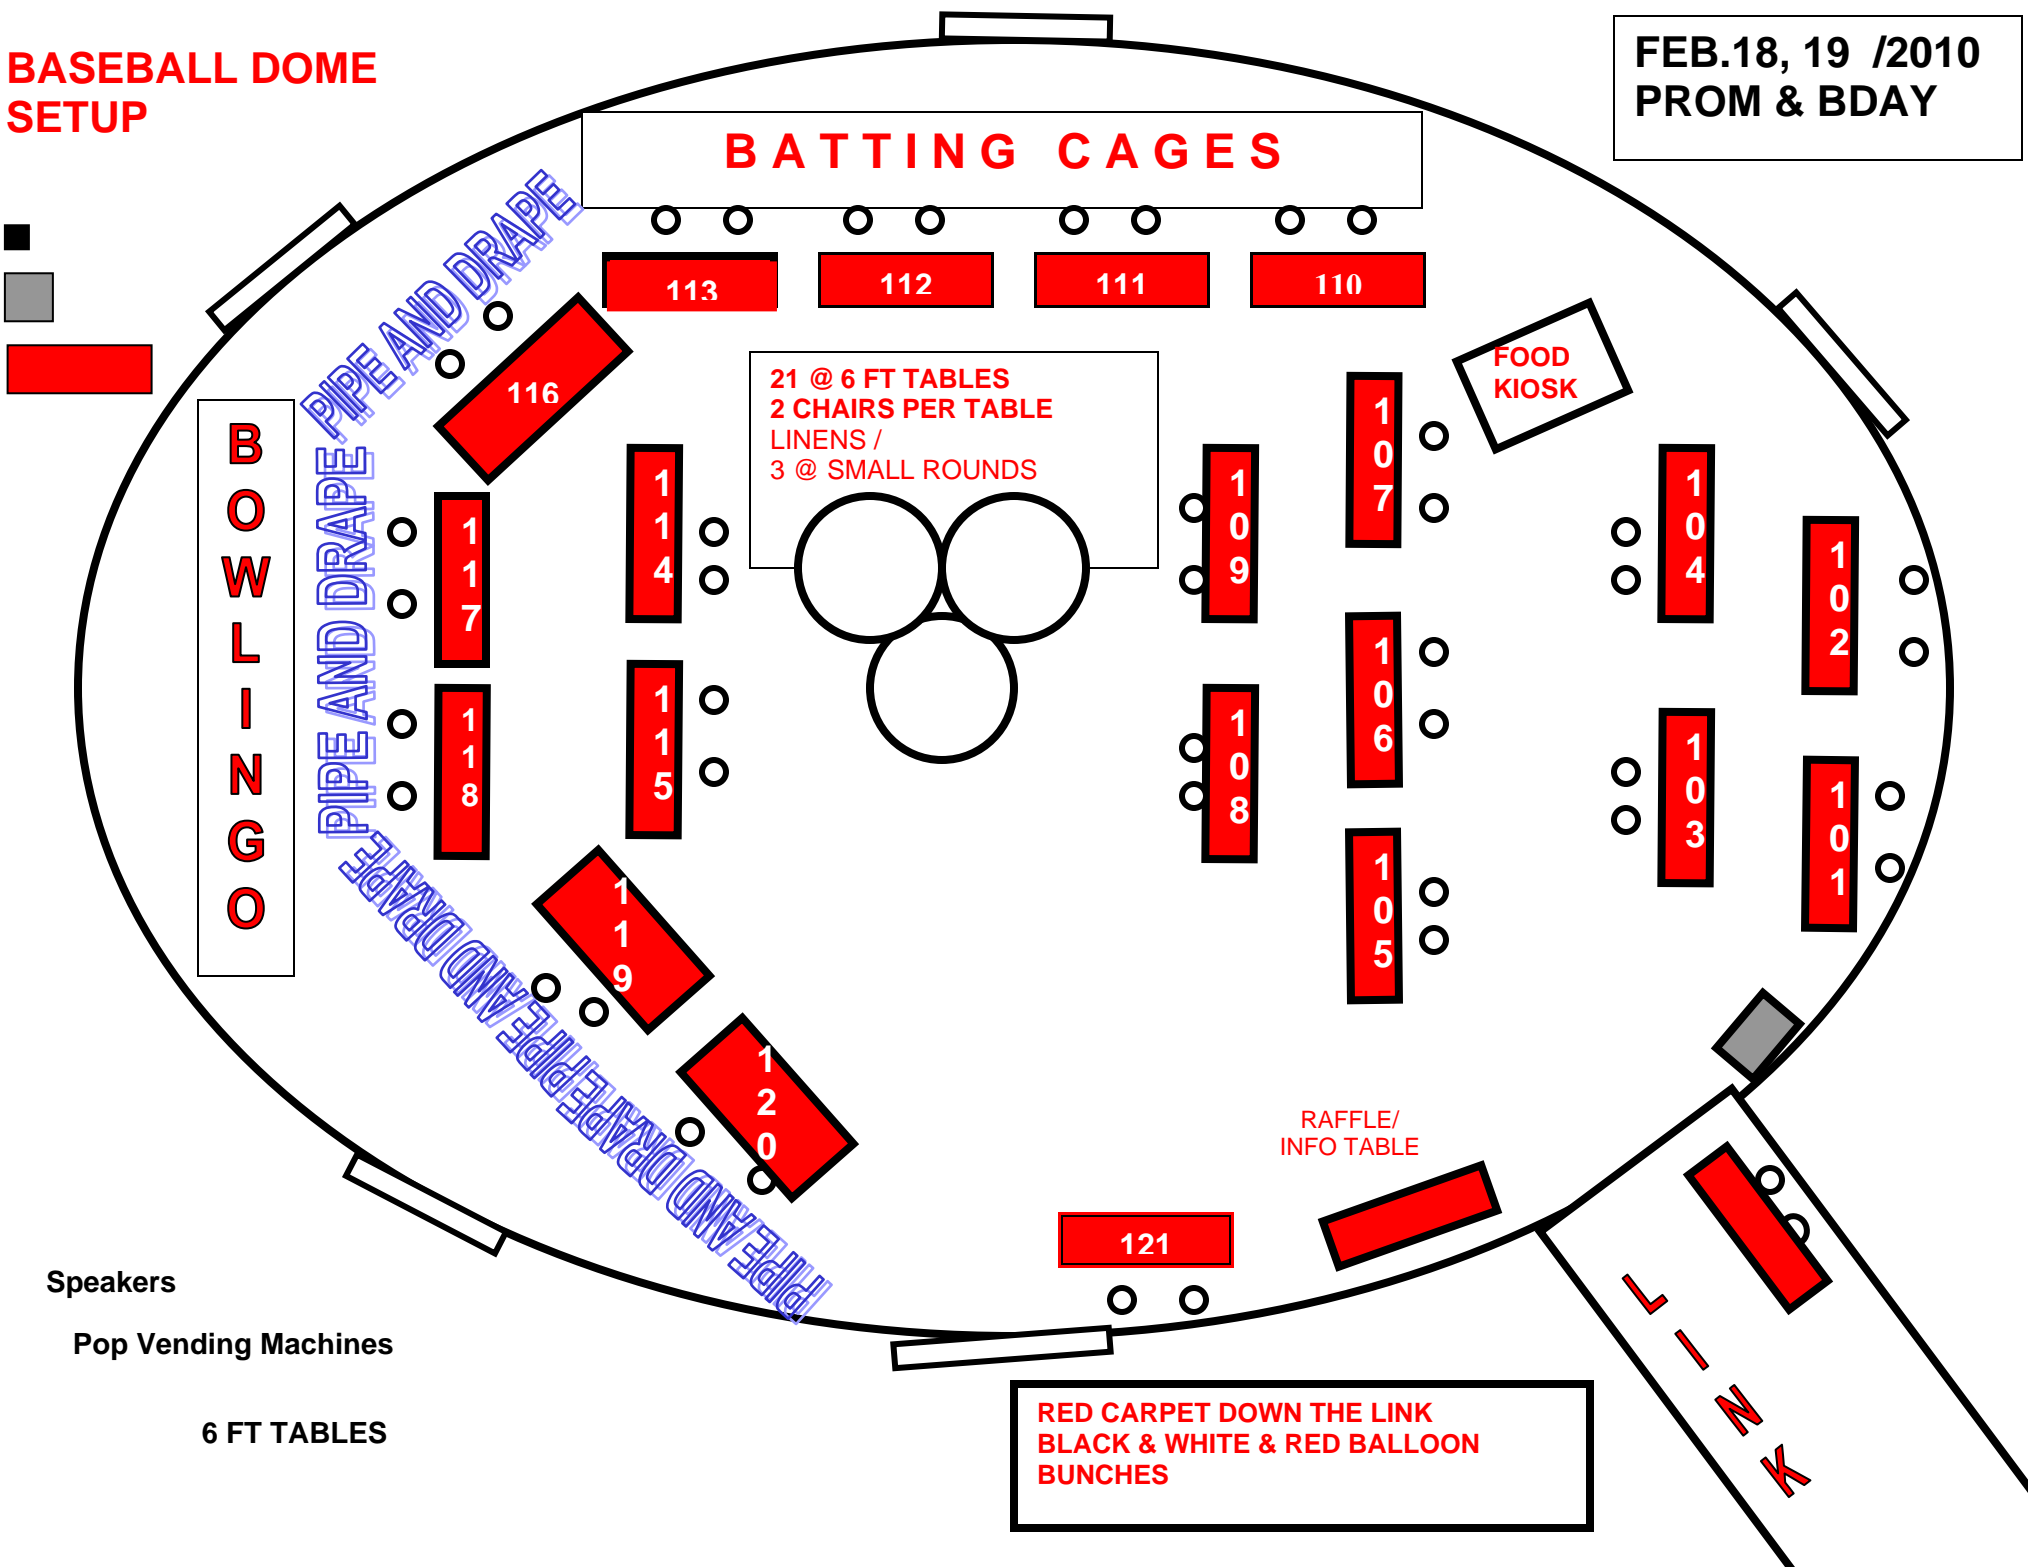 BASEBALL DOME
SETUP
FEB.18, 19 /2010
PROM & BDAY
BATTING CAGES
PIPE AND DRAPE
113
112
111
110
116
FOOD
KIOSK
21 @ 6 FT TABLES
2 CHAIRS PER TABLE
LINENS /
3 @ SMALL ROUNDS
BOWLINGO
PIPE AND DRAPE
117
114
109
107
104
102
118
115
108
106
103
101
105
PIPE AND DRAPE
119
120
PIPE AND DRAPE
PIPE AND DRAPE
RAFFLE/
INFO TABLE
121
LINK
Speakers
Pop Vending Machines
6 FT TABLES
RED CARPET DOWN THE LINK
BLACK & WHITE & RED BALLOON
BUNCHES